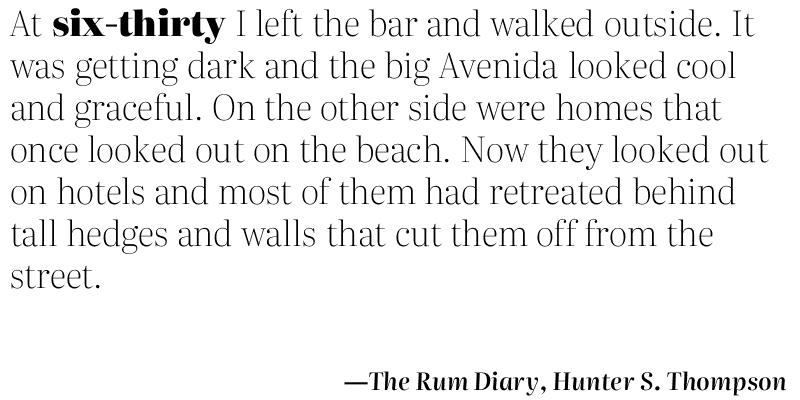 At six-thirty I left the bar and walked outside. It
was getting dark and the big Avenida looked cool
and graceful. On the other side were homes that
once looked out on the beach. Now they looked out
on hotels and most of them had retreated behind
tall hedges and walls that cut them off from the
street.
—The Rum Diary, Hunter S. Thompson